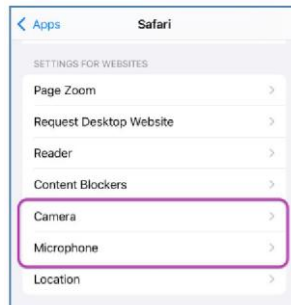 Apps Safari
SETTINGS FOR WEBSITES
Page Zoom
Request Desktop Website
Reader
Content Blockers
Camera
Microphone
Location